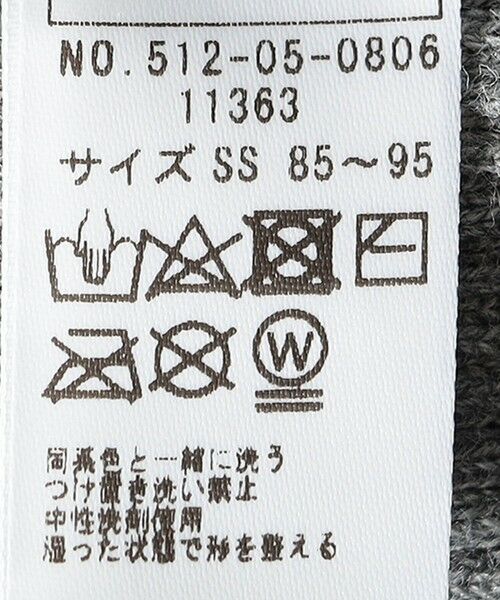 NO.512-05-0806
11363
サイズ SS 85～95
W
同系色と一緒に洗う
つけ置き洗い禁止
中性洗剤使用
湿った状態で形を整える